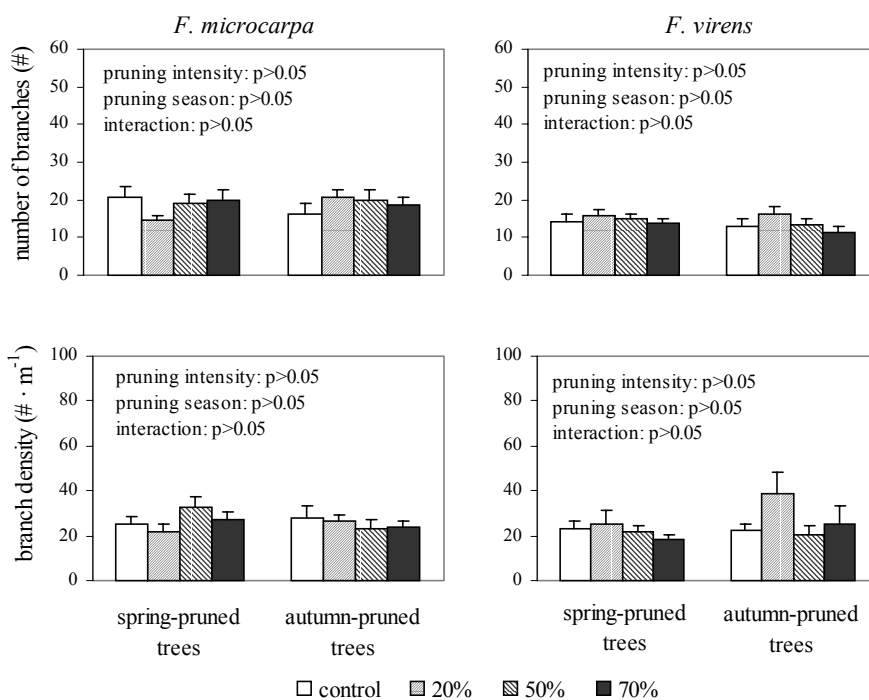 F. microcarpa
F. virens
number of branches (#)
60
50
40
30
20
10
0
pruning intensity: p>0.05
pruning season: p>0.05
interaction: p>0.05
60
50
40
30
20
10
0
pruning intensity: p>0.05
pruning season: p>0.05
interaction: p>0.05
branch density (# · m⁻¹)
100
80
60
40
20
0
pruning intensity: p>0.05
pruning season: p>0.05
interaction: p>0.05
100
80
60
40
20
0
pruning intensity: p>0.05
pruning season: p>0.05
interaction: p>0.05
spring-pruned
trees
autumn-pruned
trees
spring-pruned
trees
autumn-pruned
trees
control 20% 50% 70%